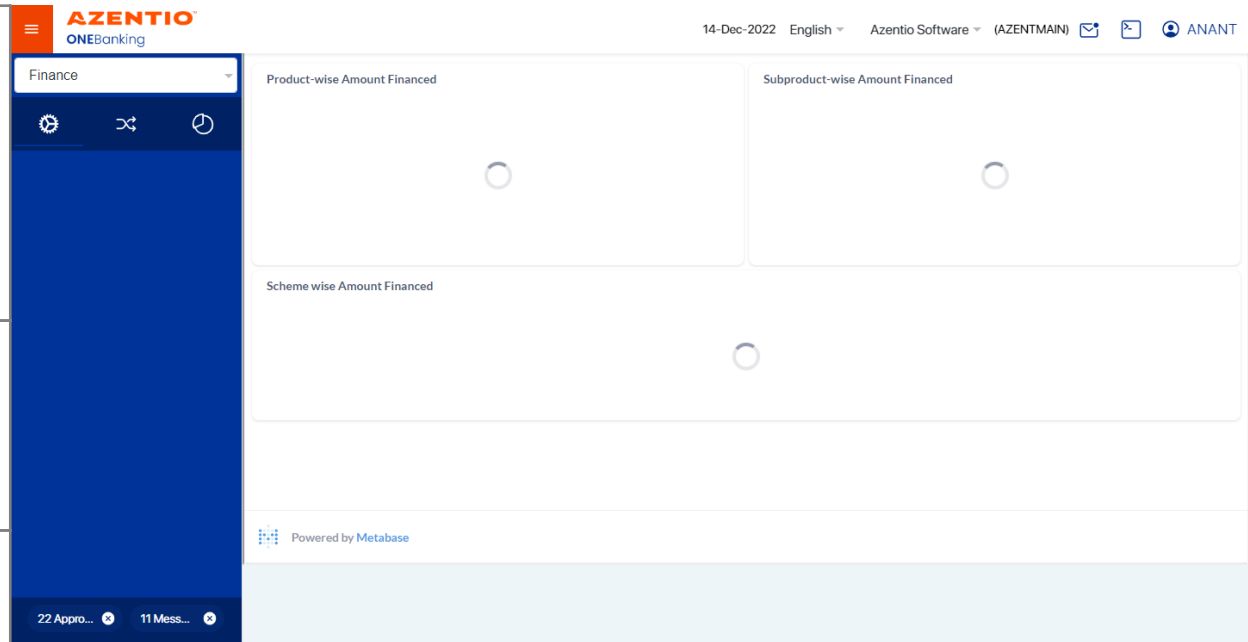 AZENTIO™
ONEBanking
14-Dec-2022 English Azentio Software (AZENTMAIN) ANANT
Finance
Product-wise Amount Financed
Subproduct-wise Amount Financed
Scheme wise Amount Financed
Powered by Metabase
22 Appro... 11 Mess...